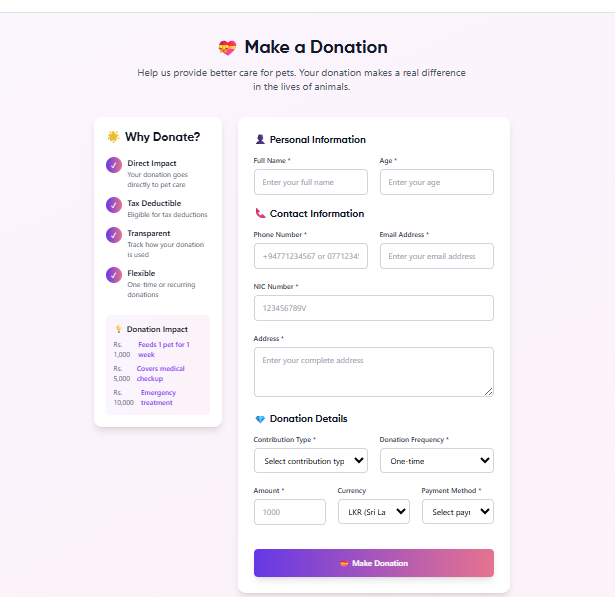 💝 Make a Donation
Help us provide better care for pets. Your donation makes a real difference
in the lives of animals.
🌟 Why Donate?
✓ Direct Impact
Your donation goes
directly to pet care
✓ Tax Deductible
Eligible for tax deductions
✓ Transparent
Track how your donation
is used
✓ Flexible
One-time or recurring
donations
💡 Donation Impact
Rs. 1,000 Feeds 1 pet for 1 week
Rs. 5,000 Covers medical checkup
Rs. 10,000 Emergency treatment
👤 Personal Information
Full Name * Age *
Enter your full name Enter your age
📞 Contact Information
Phone Number * Email Address *
+94771234567 or 0771234 Enter your email address
NIC Number *
123456789V
Address *
Enter your complete address
💎 Donation Details
Contribution Type * Donation Frequency *
Select contribution typ One-time
Amount * Currency Payment Method *
1000 LKR (Sri La Select payı
💝 Make Donation